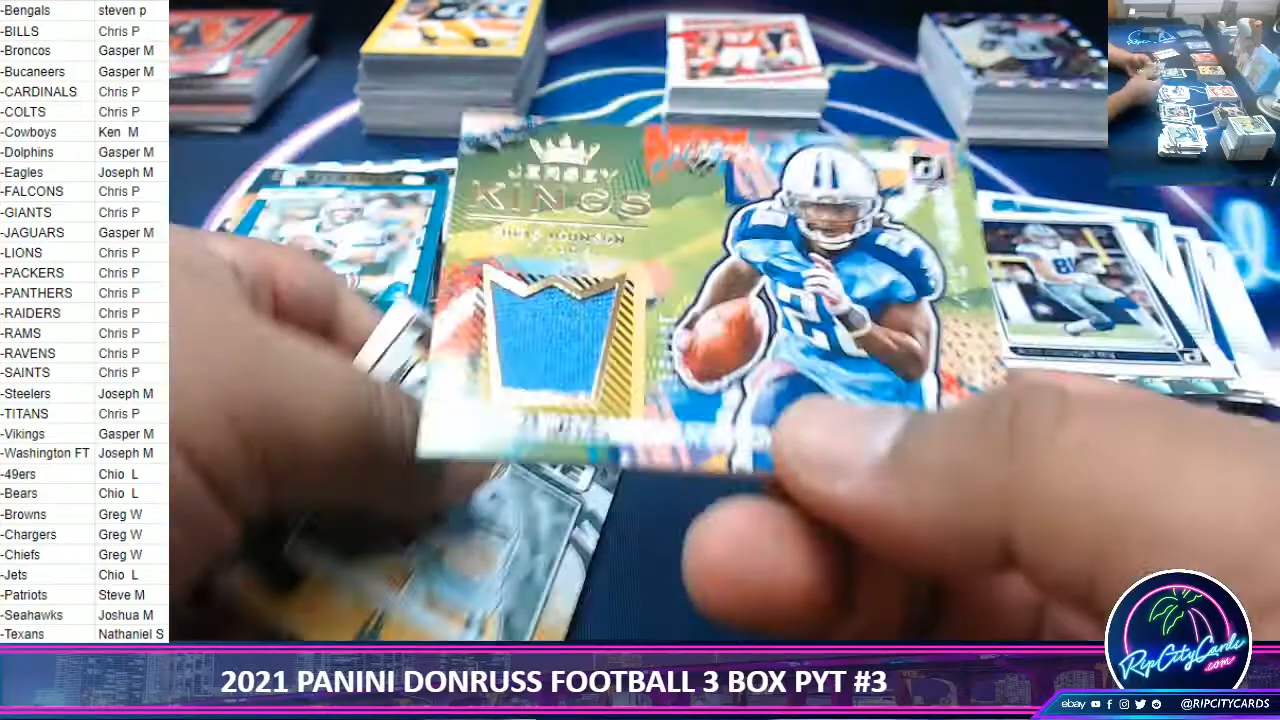 -Bengals steven p
-BILLS Chris P
-Broncos Gasper M
-Bucaneers Gasper M
-CARDINALS Chris P
-COLTS Chris P
-Cowboys Ken M
-Dolphins Gasper M
-Eagles Joseph M
-FALCONS Chris P
-GIANTS Chris P
-JAGUARS Gasper M
-LIONS Chris P
-PACKERS Chris P
-PANTHERS Chris P
-RAIDERS Chris P
-RAMS Chris P
-RAVENS Chris P
-SAINTS Chris P
-Steelers Joseph M
-TITANS Chris P
-Vikings Gasper M
-Washington FT Joseph M
-49ers Chio L
-Bears Chio L
-Browns Greg W
-Chargers Greg W
-Chiefs Greg W
-Jets Chio L
-Patriots Steve M
-Seahawks Joshua M
-Texans Nathaniel S
JERSEY
KINGS
JOHNSON
2021 PANINI DONRUSS FOOTBALL 3 BOX PYT #3
RipCityCards
.com
ebay @RIPCITYCARDS